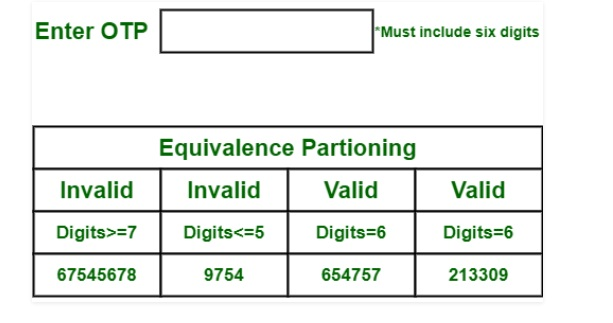 Enter OTP *Must include six digits
Equivalence Partioning
Invalid Invalid Valid Valid
Digits>=7 Digits<=5 Digits=6 Digits=6
67545678 9754 654757 213309